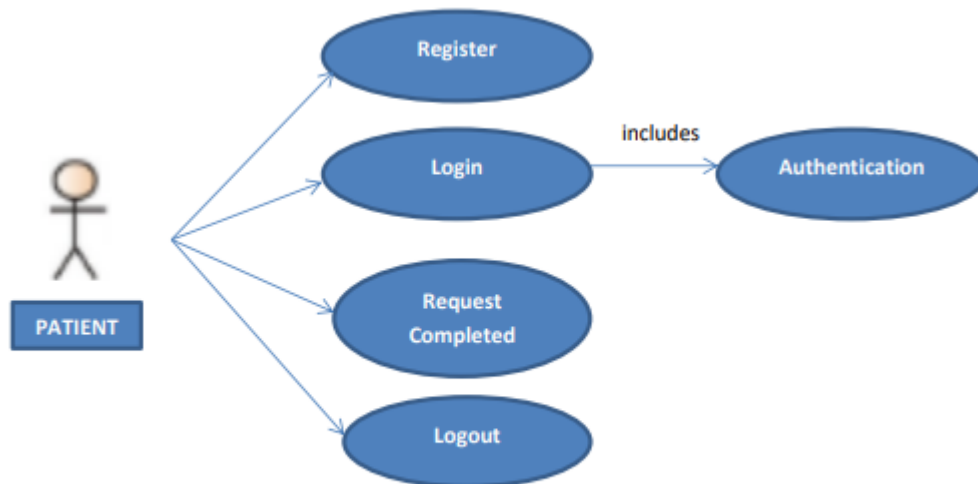 Register
includes
Login
Authentication
PATIENT
Request
Completed
Logout